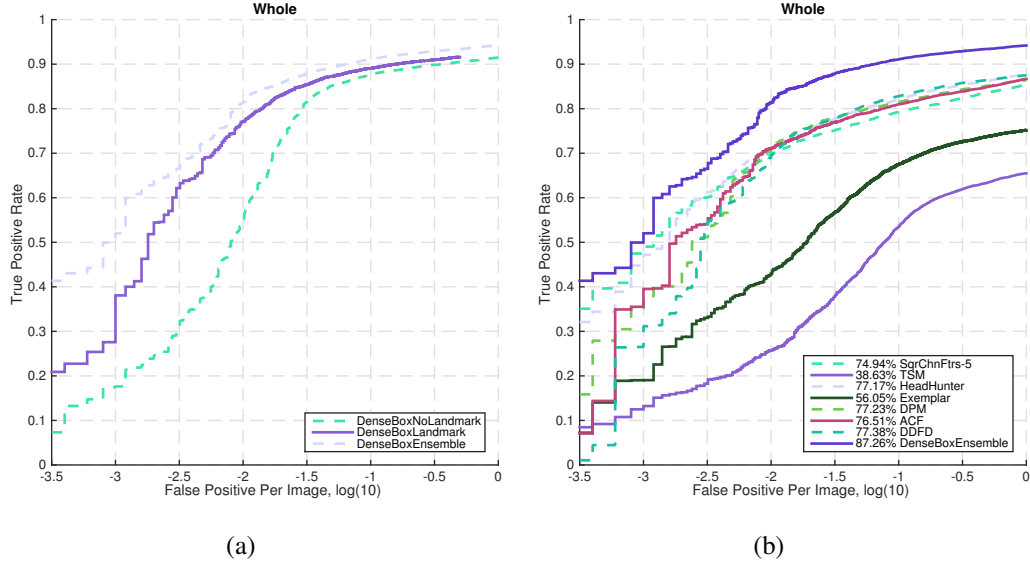 Whole
True Positive Rate
1
0.9
0.8
0.7
0.6
0.5
0.4
0.3
0.2
0.1
0
DenseBoxNoLandmark
DenseBoxLandmark
DenseBoxEnsemble
-3.5 -3 -2.5 -2 -1.5 -1 -0.5 0
False Positive Per Image, log(10)
(a)
Whole
True Positive Rate
1
0.9
0.8
0.7
0.6
0.5
0.4
0.3
0.2
0.1
0
74.94% SqrChnFtrs-5
38.63% TSM
77.17% HeadHunter
56.05% Exemplar
77.23% DPM
76.51% ACF
77.38% DDFD
87.26% DenseBoxEnsemble
-3.5 -3 -2.5 -2 -1.5 -1 -0.5 0
False Positive Per Image, log(10)
(b)